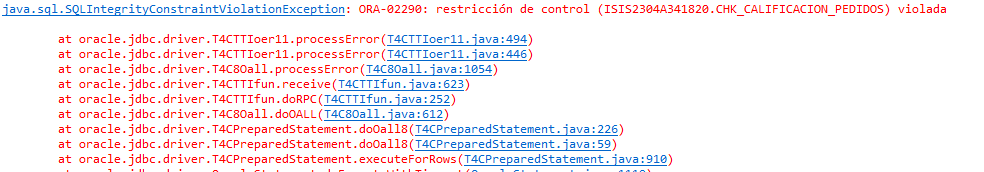 java.sql.SQLIntegrityConstraintViolationException: ORA-02290: restricción de control (ISIS2304A341820.CHK_CALIFICACION_PEDIDOS) violada
at oracle.jdbc.driver.T4CTTIoer11.processError(T4CTTIoer11.java:494)
at oracle.jdbc.driver.T4CTTIoer11.processError(T4CTTIoer11.java:446)
at oracle.jdbc.driver.T4C8Oall.processError(T4C8Oall.java:1054)
at oracle.jdbc.driver.T4CTTIfun.receive(T4CTTIfun.java:623)
at oracle.jdbc.driver.T4CTTIfun.doRPC(T4CTTIfun.java:252)
at oracle.jdbc.driver.T4C8Oall.doOALL(T4C8Oall.java:612)
at oracle.jdbc.driver.T4CPreparedStatement.doOall8(T4CPreparedStatement.java:226)
at oracle.jdbc.driver.T4CPreparedStatement.doOall8(T4CPreparedStatement.java:59)
at oracle.jdbc.driver.T4CPreparedStatement.executeForRows(T4CPreparedStatement.java:910)